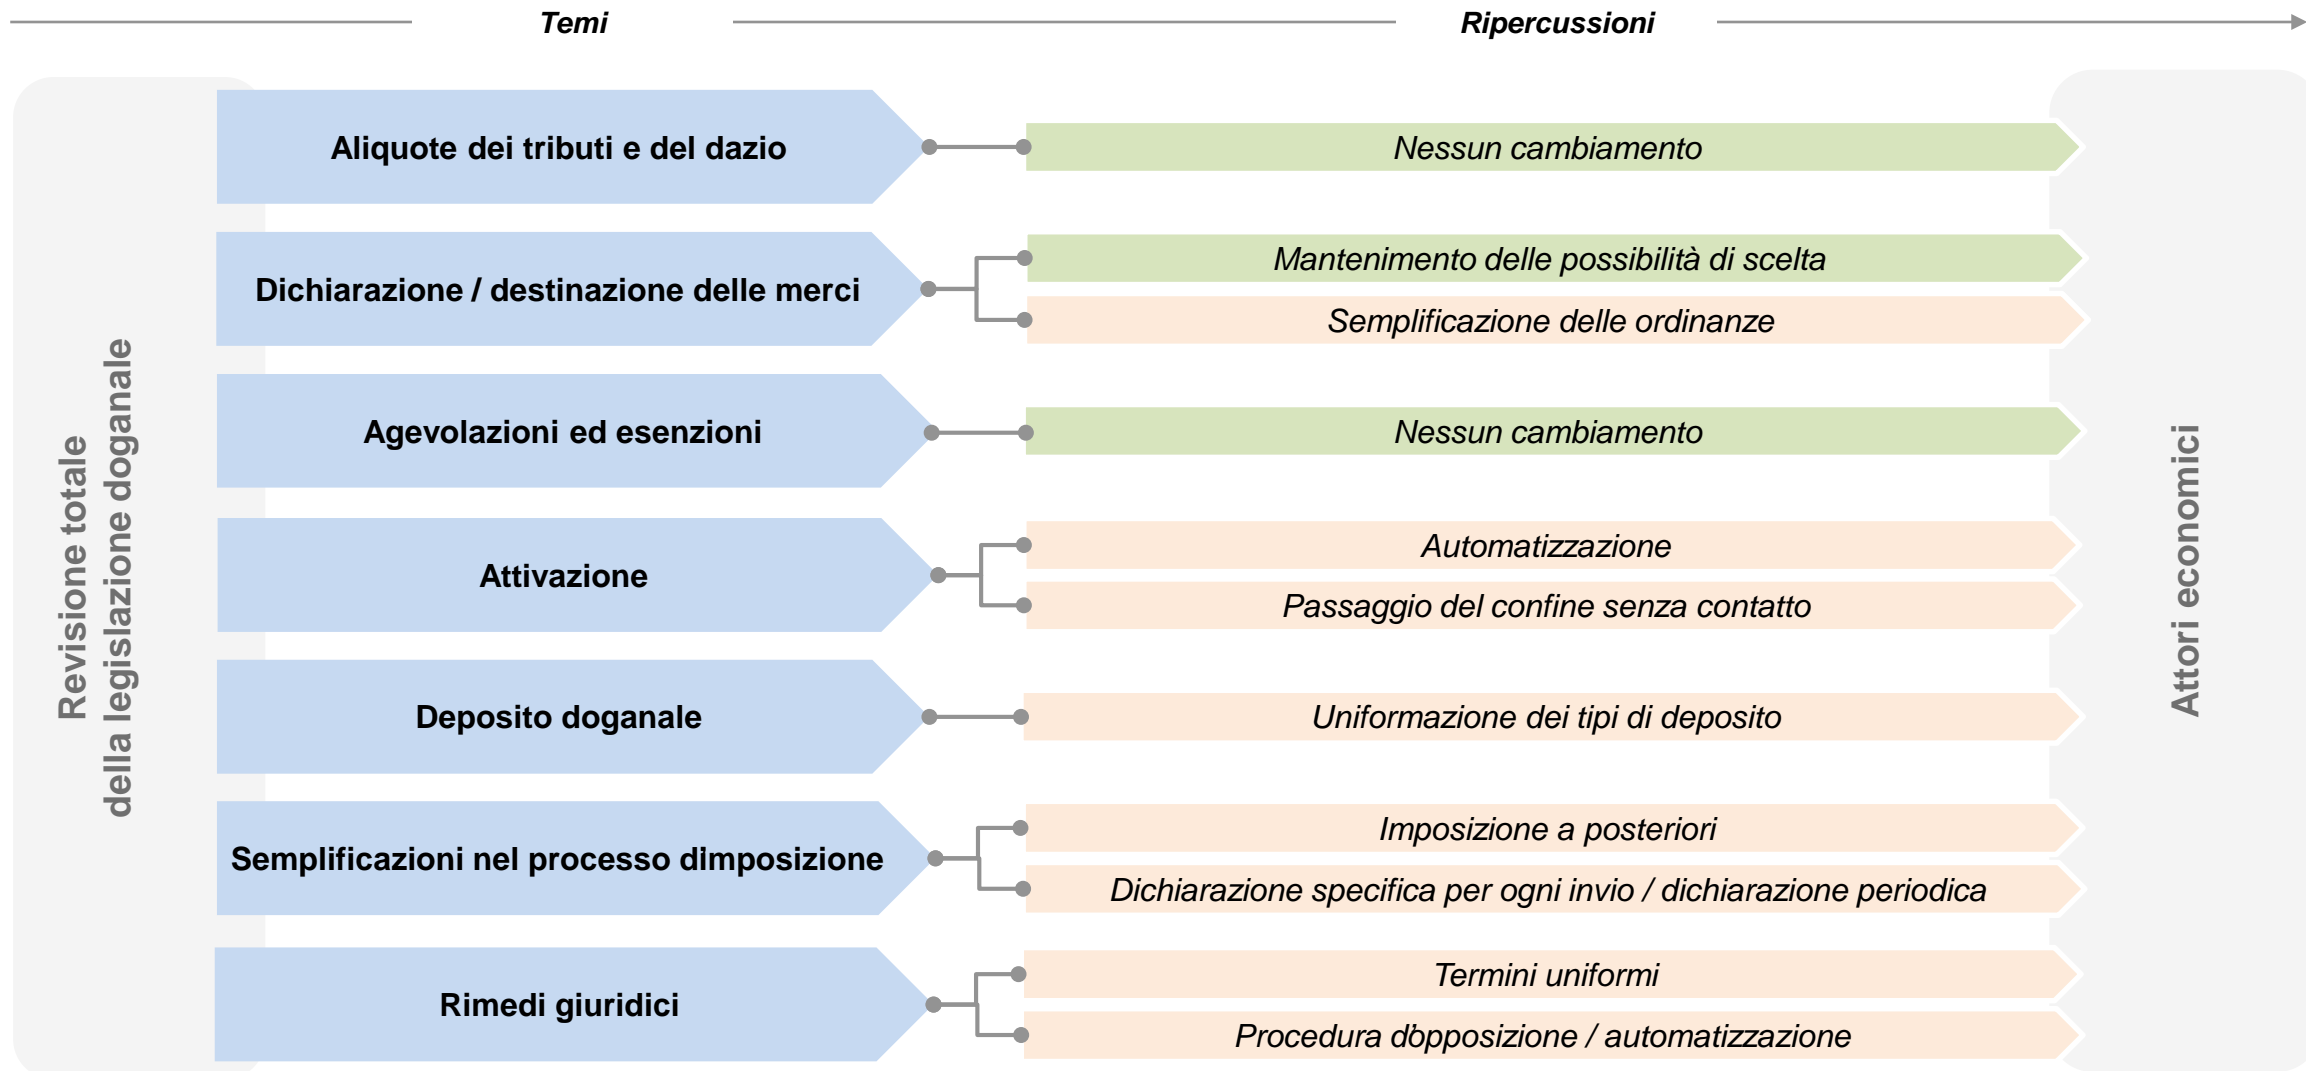 Temi
Ripercussioni
Revisione totale
della legislazione doganale
Aliquote dei tributi e del dazio
Nessun cambiamento
Dichiarazione / destinazione delle merci
Mantenimento delle possibilità di scelta
Semplificazione delle ordinanze
Agevolazioni ed esenzioni
Nessun cambiamento
Attivazione
Automatizzazione
Passaggio del confine senza contatto
Deposito doganale
Uniformazione dei tipi di deposito
Semplificazioni nel processo d'imposizione
Imposizione a posteriori
Dichiarazione specifica per ogni invio / dichiarazione periodica
Rimedi giuridici
Termini uniformi
Procedura d'opposizione / automatizzazione
Attori economici